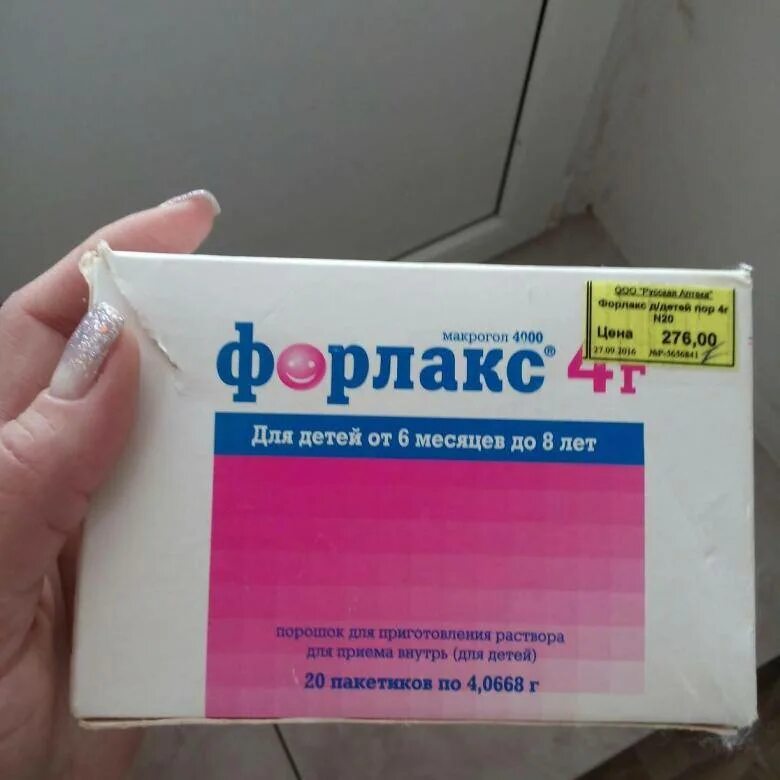 ООО "Русская Аптека"
Форлакс д/детей пор 4г
N20
Цена 276,00
27.09.2016 №Р-5656841
макрогол 4000
форлакс® 4г
Для детей от 6 месяцев до 8 лет
порошок для приготовления раствора
для приема внутрь (для детей)
20 пакетиков по 4,0668 г